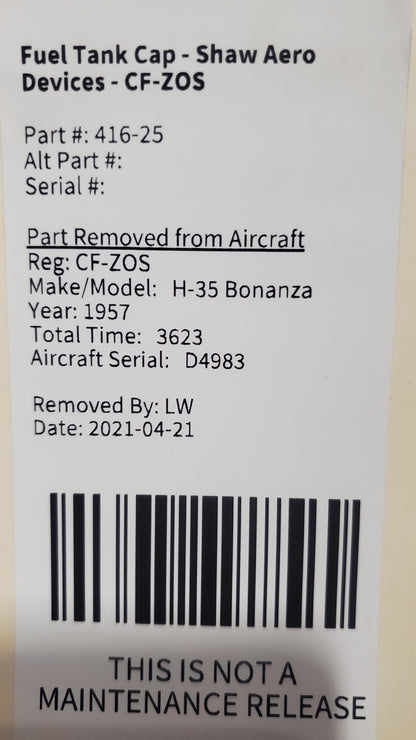 Fuel Tank Cap - Shaw Aero
Devices - CF-ZOS
Part #: 416-25
Alt Part #:
Serial #:
Part Removed from Aircraft
Reg: CF-ZOS
Make/Model: H-35 Bonanza
Year: 1957
Total Time: 3623
Aircraft Serial: D4983
Removed By: LW
Date: 2021-04-21
THIS IS NOT A
MAINTENANCE RELEASE